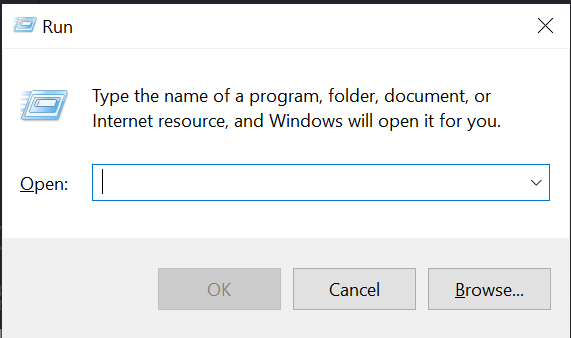 Run
Type the name of a program, folder, document, or
Internet resource, and Windows will open it for you.
Open:
OK Cancel Browse...